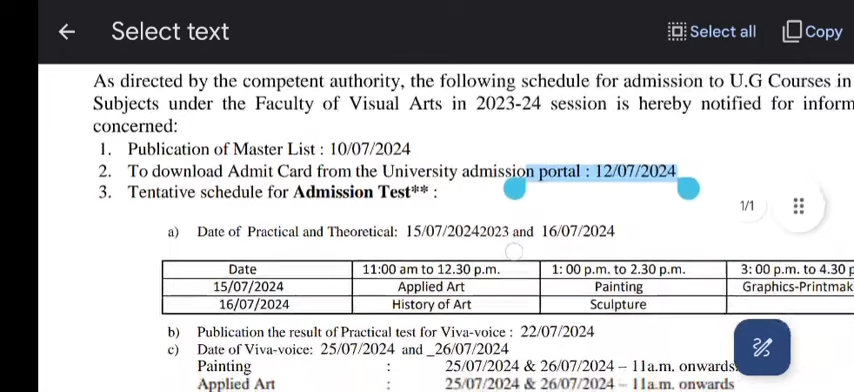 Select text
Select all
Copy
As directed by the competent authority, the following schedule for admission to U.G Courses in
Subjects under the Faculty of Visual Arts in 2023-24 session is hereby notified for inform
concerned:
1. Publication of Master List : 10/07/2024
2. To download Admit Card from the University admission portal : 12/07/2024
3. Tentative schedule for Admission Test** :
1/1
a) Date of Practical and Theoretical: 15/07/20242023 and 16/07/2024
Date 11:00 am to 12.30 p.m. 1: 00 p.m. to 2.30 p.m. 3: 00 p.m. to 4.30 p
15/07/2024 Applied Art Painting Graphics-Printmak
16/07/2024 History of Art Sculpture
b) Publication the result of Practical test for Viva-voice : 22/07/2024
c) Date of Viva-voice: 25/07/2024 and _26/07/2024
Painting : 25/07/2024 & 26/07/2024 – 11a.m. onwards.
Applied Art : 25/07/2024 & 26/07/2024 – 11a.m. onwards